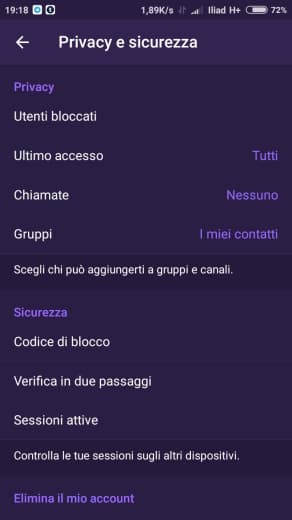 19:18 1,89K/s Iliad H+ 72%
Privacy e sicurezza
Privacy
Utenti bloccati
Ultimo accesso Tutti
Chiamate Nessuno
Gruppi I miei contatti
Scegli chi può aggiungerti a gruppi e canali.
Sicurezza
Codice di blocco
Verifica in due passaggi
Sessioni attive
Controlla le tue sessioni sugli altri dispositivi.
Elimina il mio account